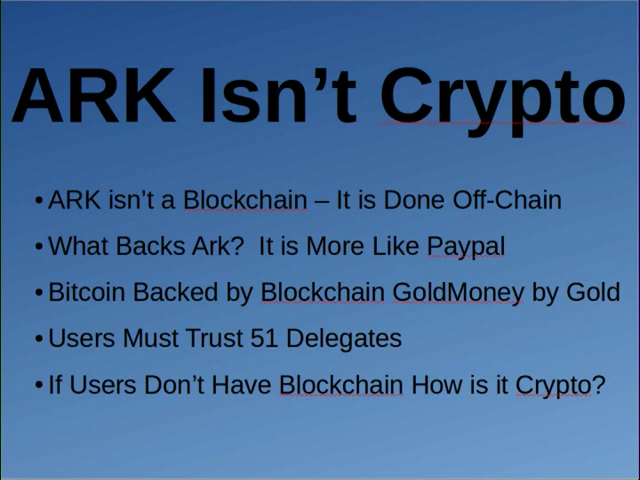 ARK Isn’t Crypto
• ARK isn’t a Blockchain – It is Done Off-Chain
• What Backs Ark?  It is More Like Paypal
• Bitcoin Backed by Blockchain GoldMoney by Gold
• Users Must Trust 51 Delegates
• If Users Don’t Have Blockchain How is it Crypto?